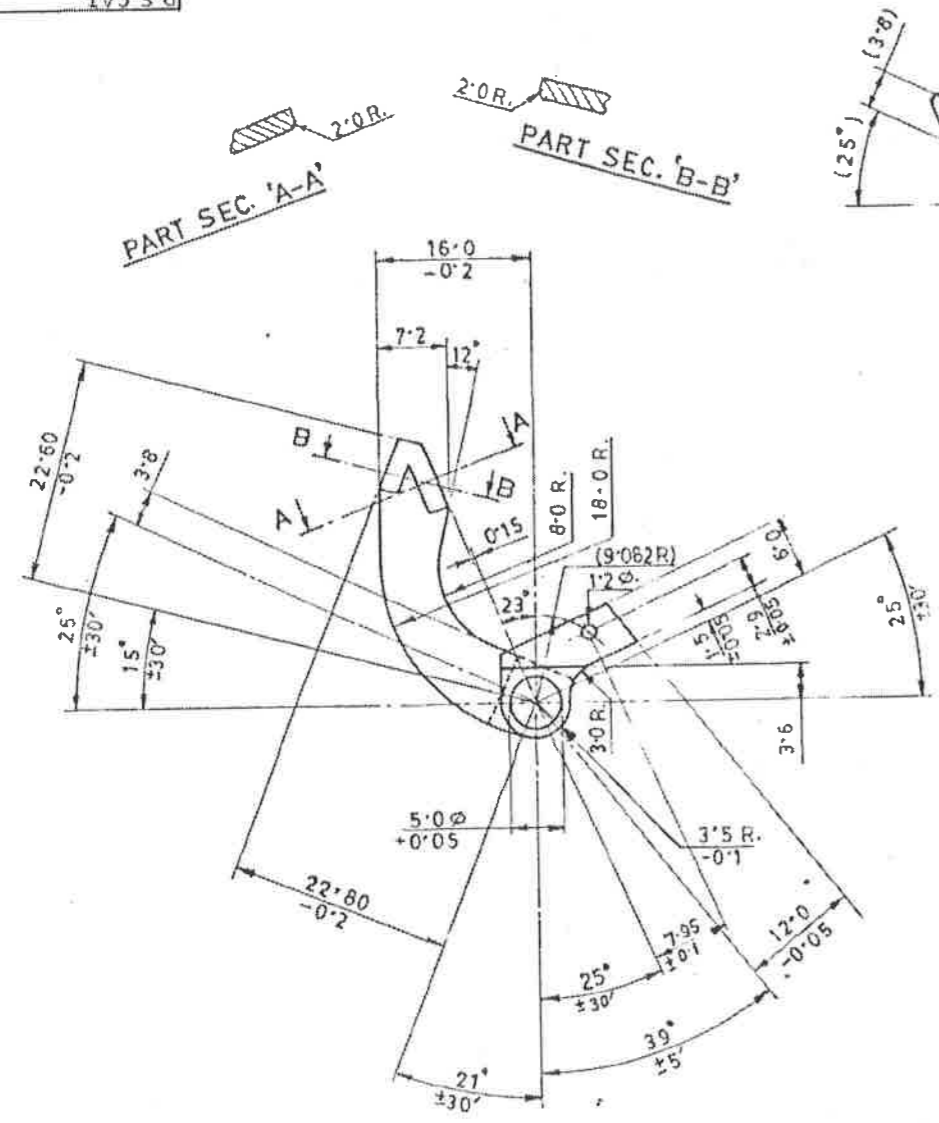 (3·8)
(25°)
2·0 R.
2·0 R.
PART SEC. 'A-A'
PART SEC. 'B-B'
16·0
-0·2
7·2
12°
22·60
-0·2
3·8
B
A
B
A
8·0 R.
18·0 R.
0·15
(9·062R)
1·2 Ø.
23°
6·0
7·9
±0·05
1·5
±0·05
25°
±30'
25°
±30'
15°
±30'
3·0 R.
3·6
5·0 Ø
+0·05
3'5 R.
-0·1
22·80
-0·2
7·95
±0·1
12·0
-0·05
25°
±30'
39°
±5'
21°
±30'